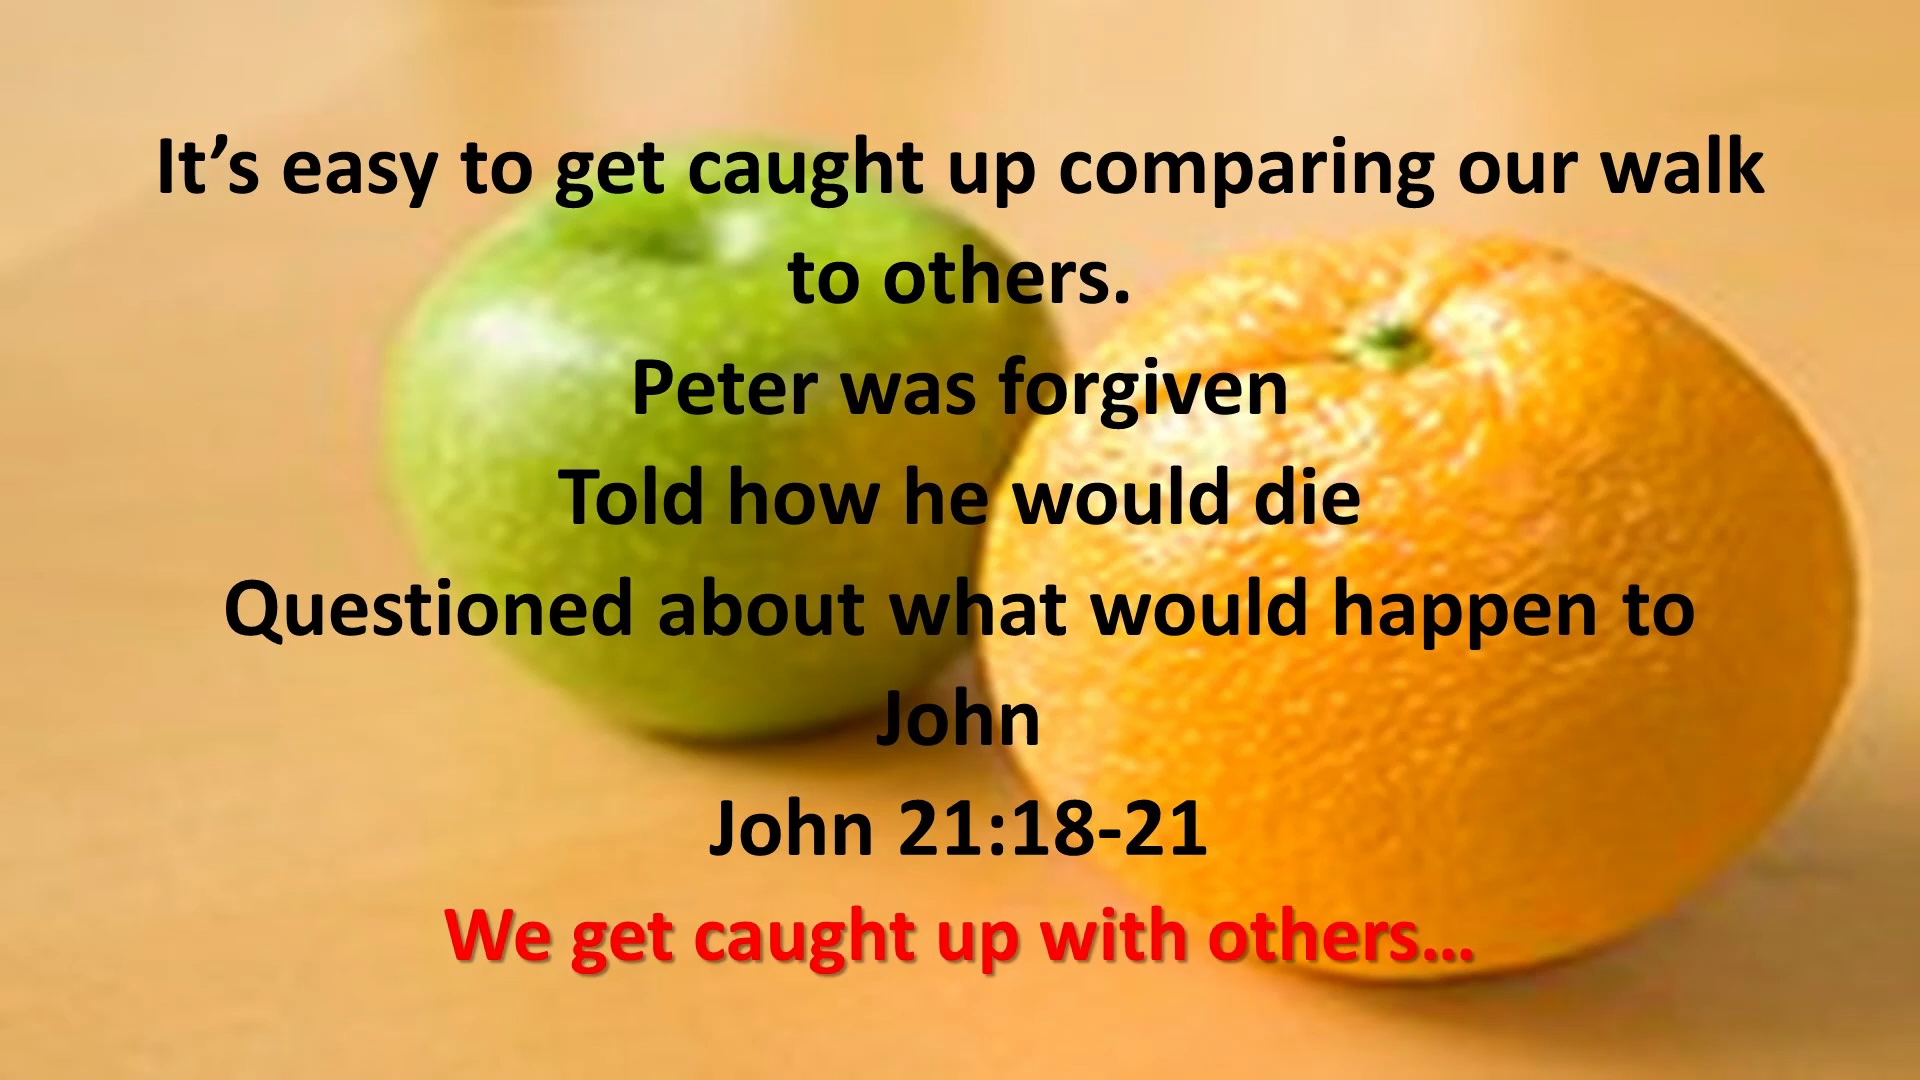 It’s easy to get caught up comparing our walk
to others.
Peter was forgiven
Told how he would die
Questioned about what would happen to
John
John 21:18-21
We get caught up with others…